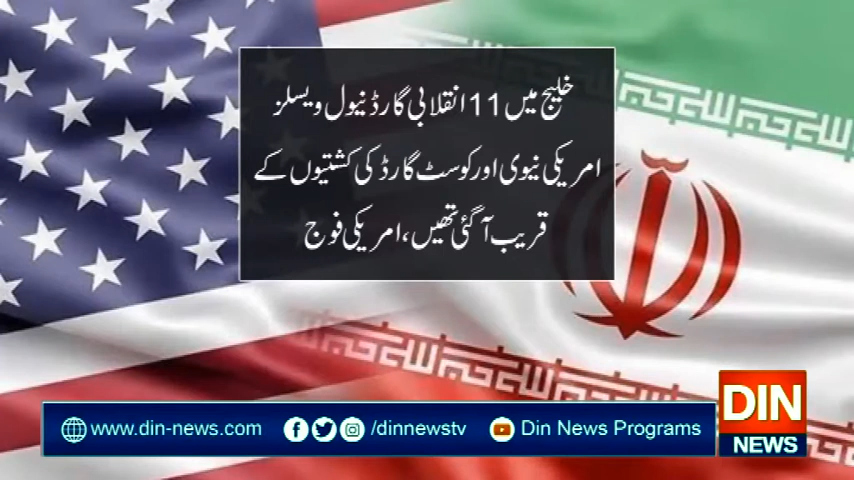 خلیج میں 11 انقلابی گارڈ نیول ویسلز
امریکی نیوی اور کوسٹ گارڈ کی کشتیوں کے
قریب آ گئی تھیں، امریکی فوج
www.din-news.com /dinnewstv Din News Programs
DIN
NEWS